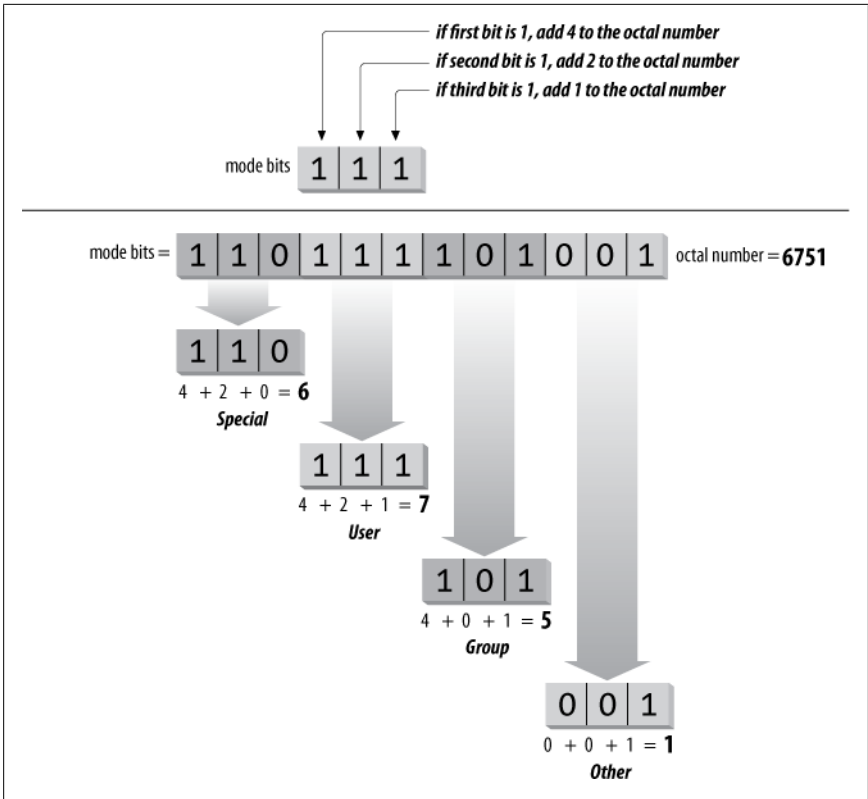 if first bit is 1, add 4 to the octal number
if second bit is 1, add 2 to the octal number
if third bit is 1, add 1 to the octal number
mode bits 1 1 1
mode bits = 1 1 0 1 1 1 1 0 1 0 0 1 octal number = 6751
1 1 0
4 + 2 + 0 = 6
Special
1 1 1
4 + 2 + 1 = 7
User
1 0 1
4 + 0 + 1 = 5
Group
0 0 1
0 + 0 + 1 = 1
Other